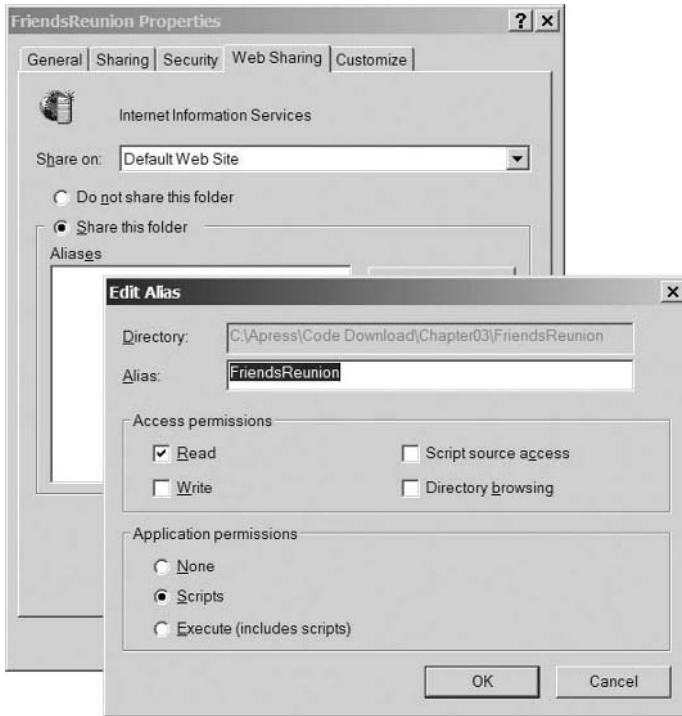 FriendsReunion Properties
General Sharing Security Web Sharing Customize
Internet Information Services
Share on: Default Web Site
Do not share this folder
Share this folder
Aliases
Edit Alias
Directory: C:\Apress\Code Download\Chapter03\FriendsReunion
Alias: FriendsReunion
Access permissions
Read Script source access
Write Directory browsing
Application permissions
None
Scripts
Execute (includes scripts)
OK Cancel